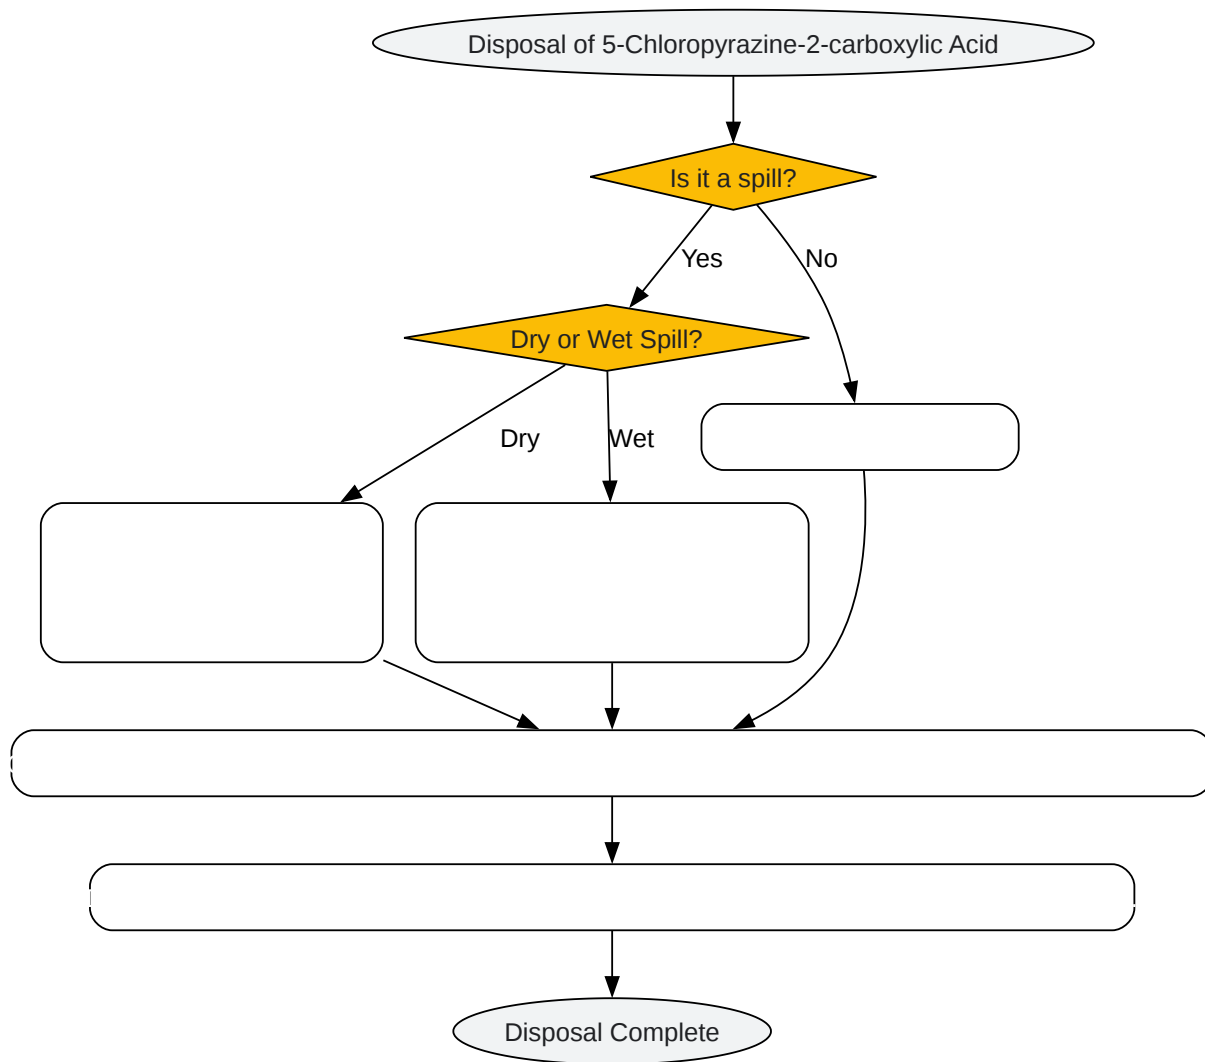 Disposal of 5-Chloropyrazine-2-carboxylic Acid
Is it a spill?
Yes
No
Dry or Wet Spill?
Dry
Wet
Disposal Complete